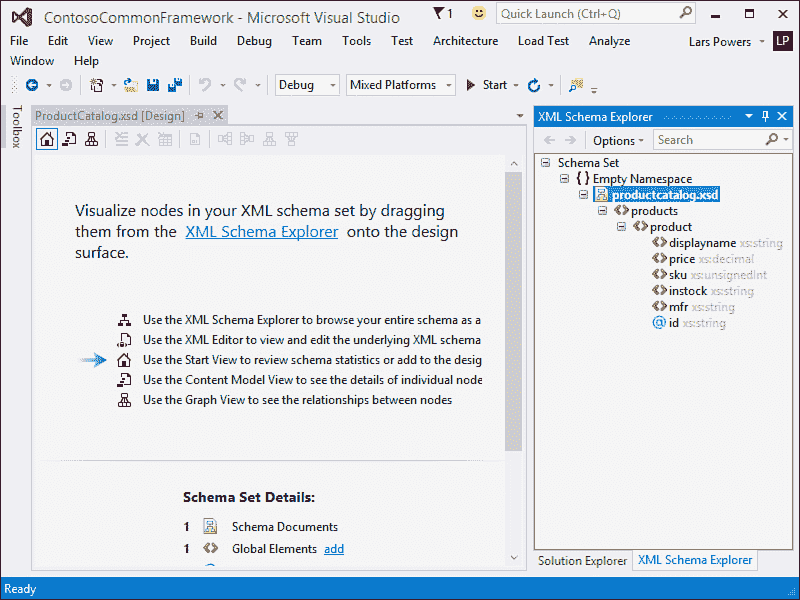 ContosoCommonFramework - Microsoft Visual Studio
1
Quick Launch (Ctrl+Q)
File Edit View Project Build Debug Team Tools Test Architecture Load Test Analyze
Lars Powers LP
Window Help
Debug Mixed Platforms Start
Toolbox
ProductCatalog.xsd [Design]
Visualize nodes in your XML schema set by dragging
them from the XML Schema Explorer onto the design
surface.
Use the XML Schema Explorer to browse your entire schema as a
Use the XML Editor to view and edit the underlying XML schema
Use the Start View to review schema statistics or add to the desig
Use the Content Model View to see the details of individual node
Use the Graph View to see the relationships between nodes
Schema Set Details:
1 Schema Documents
1 Global Elements add
XML Schema Explorer
Options Search
Schema Set
{ } Empty Namespace
productcatalog.xsd
products
product
displayname xs:string
price xs:decimal
sku xs:unsignedInt
instock xs:string
mfr xs:string
id xs:string
Solution Explorer XML Schema Explorer
Ready